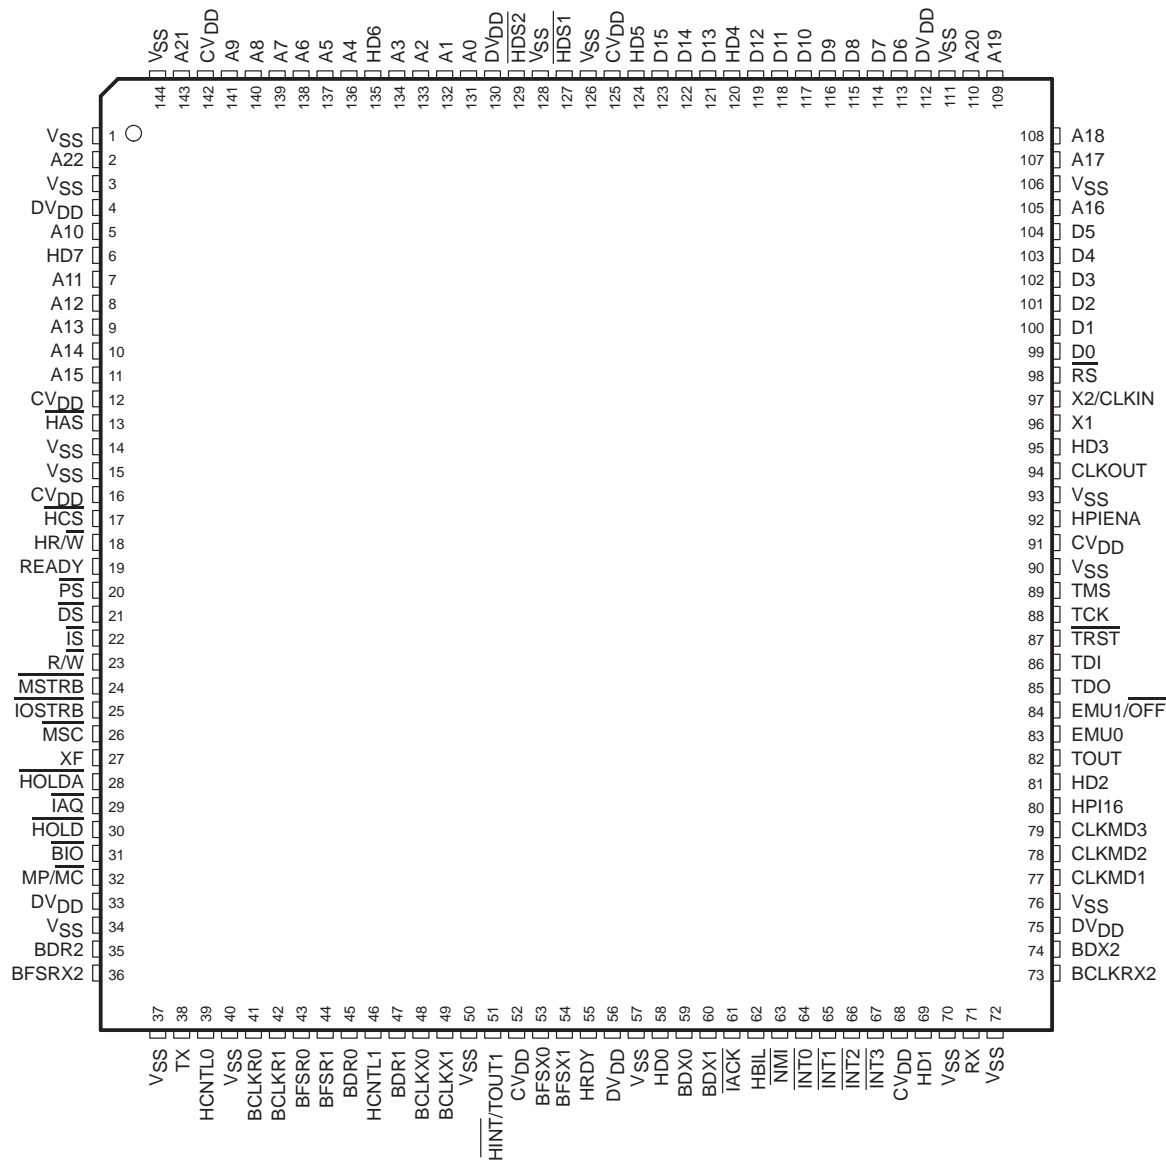 VSS A21 CVDD A9 A8 A7 A6 A5 A4 HD6 A3 A2 A1 A0 DVDD HDS2 VSS HDS1 VSS CVDD HD5 D15 D14 D13 HD4 D12 D11 D10 D9 D8 D7 D6 DVDD VSS A20 A19
144 143 142 141 140 139 138 137 136 135 134 133 132 131 130 129 128 127 126 125 124 123 122 121 120 119 118 117 116 115 114 113 112 111 110 109
VSS 1 108 A18
A22 2 107 A17
VSS 3 106 VSS
DVDD 4 105 A16
A10 5 104 D5
HD7 6 103 D4
A11 7 102 D3
A12 8 101 D2
A13 9 100 D1
A14 10 99 D0
A15 11 98 RS
CVDD 12 97 X2/CLKIN
HAS 13 96 X1
VSS 14 95 HD3
VSS 15 94 CLKOUT
CVDD 16 93 VSS
HCS 17 92 HPIENA
HR/W 18 91 CVDD
READY 19 90 VSS
PS 20 89 TMS
DS 21 88 TCK
IS 22 87 TRST
R/W 23 86 TDI
MSTRB 24 85 TDO
IOSTRB 25 84 EMU1/OFF
MSC 26 83 EMU0
XF 27 82 TOUT
HOLDA 28 81 HD2
IAQ 29 80 HPI16
HOLD 30 79 CLKMD3
BIO 31 78 CLKMD2
MP/MC 32 77 CLKMD1
DVDD 33 76 VSS
VSS 34 75 DVDD
BDR2 35 74 BDX2
BFSRX2 36 73 BCLKRX2
37 38 39 40 41 42 43 44 45 46 47 48 49 50 51 52 53 54 55 56 57 58 59 60 61 62 63 64 65 66 67 68 69 70 71 72
VSS TX HCNTL0 VSS BCLKR0 BCLKR1 BFSR0 BFSR1 BDR0 HCNTL1 BDR1 BCLKX0 BCLKX1 VSS HINT/TOUT1 CVDD BFSX0 BFSX1 HRDY DVDD VSS HD0 BDX0 BDX1 IACK HBIL NMI INT0 INT1 INT2 INT3 CVDD HD1 VSS RX VSS